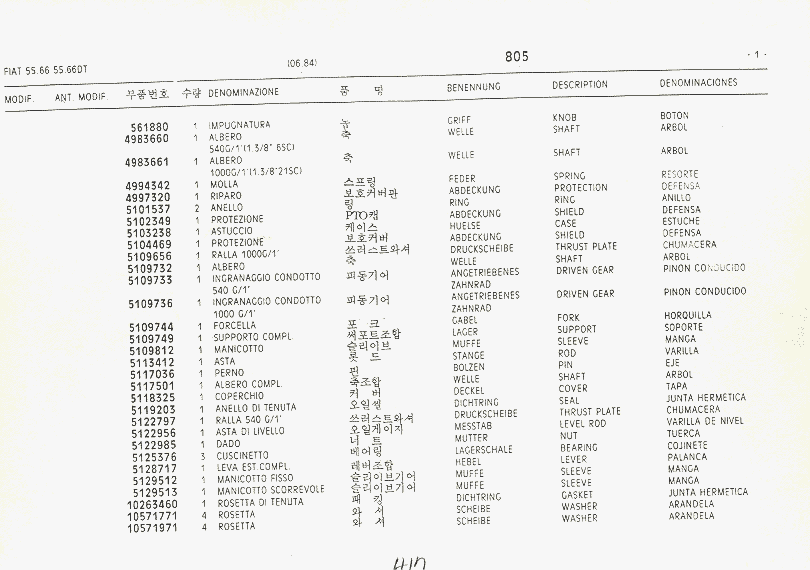 FIAT 55.66 55.66DT (06.84) 805 - 1 -
MODIF. ANT. MODIF. 부품번호 수량 DENOMINAZIONE 품 명 BENENNUNG DESCRIPTION DENOMINACIONES
561880 1 IMPUGNATURA 놉 GRIFF KNOB BOTON
4983660 1 ALBERO 축 WELLE SHAFT ARBOL
540G/1'(1.3/8" 6SC)
4983661 1 ALBERO 축 WELLE SHAFT ARBOL
1000G/1'(1.3/8"21SC)
4994342 1 MOLLA 스프링 FEDER SPRING RESORTE
4997320 1 RIPARO 보호커버판 ABDECKUNG PROTECTION DEFENSA
5101537 2 ANELLO 링 RING RING ANILLO
5102349 1 PROTEZIONE PTO캡 ABDECKUNG SHIELD DEFENSA
5103238 1 ASTUCCIO 케이스 HUELSE CASE ESTUCHE
5104469 1 PROTEZIONE 보호커버 ABDECKUNG SHIELD DEFENSA
5109656 1 RALLA 1000G/1' 쓰러스트와셔 DRUCKSCHEIBE THRUST PLATE CHUMACERA
5109732 1 ALBERO 축 WELLE SHAFT ARBOL
5109733 1 INGRANAGGIO CONDOTTO 피동기어 ANGETRIEBENES DRIVEN GEAR PINON CONDUCIDO
540 G/1' ZAHNRAD
5109736 1 INGRANAGGIO CONDOTTO 피동기어 ANGETRIEBENES DRIVEN GEAR PINON CONDUCIDO
1000 G/1' ZAHNRAD
5109744 1 FORCELLA 포 크 GABEL FORK HORQUILLA
5109749 1 SUPPORTO COMPL. 써포트조합 LAGER SUPPORT SOPORTE
5109812 1 MANICOTTO 슬리이브 MUFFE SLEEVE MANGA
5113412 1 ASTA 롯 드 STANGE ROD VARILLA
5117036 1 PERNO 핀 BOLZEN PIN EJE
5117501 1 ALBERO COMPL. 축조합 WELLE SHAFT ARBOL
5118325 1 COPERCHIO 커 버 DECKEL COVER TAPA
5119203 1 ANELLO DI TENUTA 오일씰 DICHTRING SEAL JUNTA HERMETICA
5122797 1 RALLA 540 G/1' 쓰러스트와셔 DRUCKSCHEIBE THRUST PLATE CHUMACERA
5122956 1 ASTA DI LIVELLO 오일게이지 MESSTAB LEVEL ROD VARILLA DE NIVEL
5122985 1 DADO 너 트 MUTTER NUT TUERCA
5125376 3 CUSCINETTO 베어링 LAGERSCHALE BEARING COJINETE
5128717 1 LEVA EST.COMPL. 레버조합 HEBEL LEVER PALANCA
5129512 1 MANICOTTO FISSO 슬리이브기어 MUFFE SLEEVE MANGA
5129513 1 MANICOTTO SCORREVOLE 슬리이브기어 MUFFE SLEEVE MANGA
10263460 1 ROSETTA DI TENUTA 패 킹 DICHTRING GASKET JUNTA HERMETICA
10571771 4 ROSETTA 와 셔 SCHEIBE WASHER ARANDELA
10571971 4 ROSETTA 와 셔 SCHEIBE WASHER ARANDELA